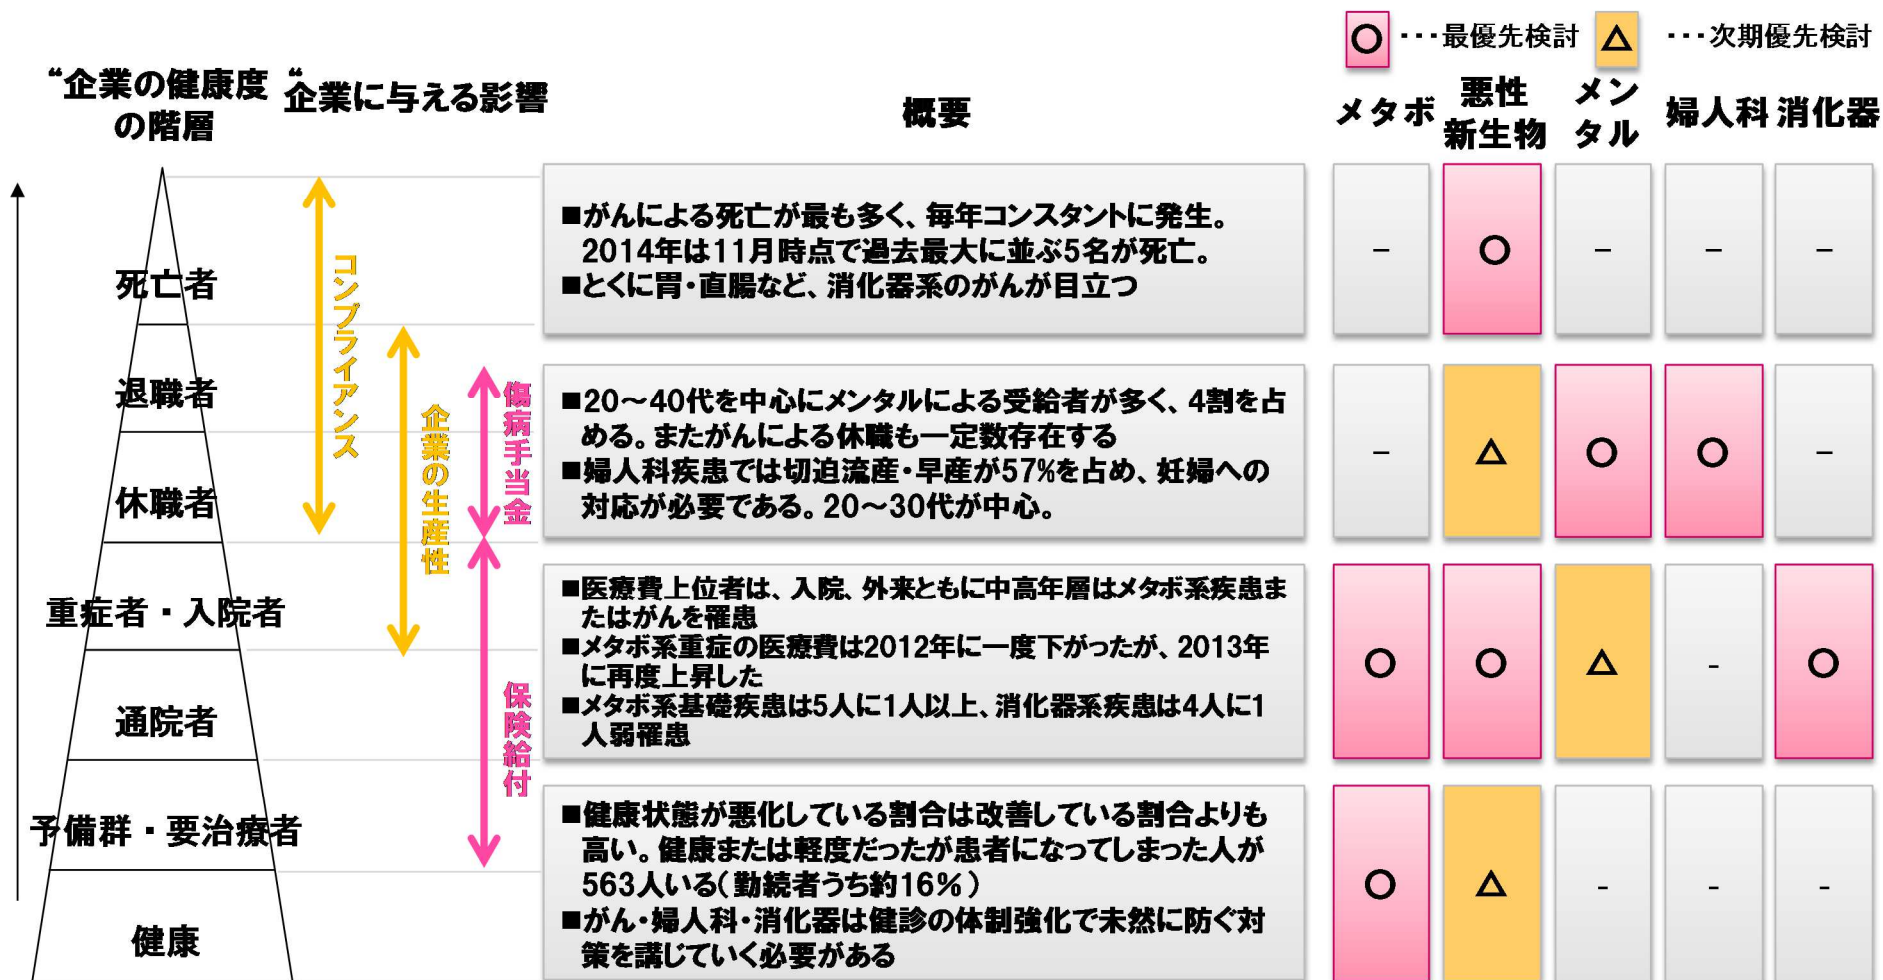 ○ ･･･最優先検討 △ ･･･次期優先検討
“企業の健康度
の階層
“
企業に与える影響
概要
メタボ
悪性
新生物
メン
タル
婦人科
消化器
死亡者
退職者
休職者
重症者・入院者
通院者
予備群・要治療者
健康
コンプライアンス
企業の生産性
傷病手当金
保険給付
■がんによる死亡が最も多く、毎年コンスタントに発生。
2014年は11月時点で過去最大に並ぶ5名が死亡。
■とくに胃・直腸など、消化器系のがんが目立つ
－ ○ － － －
■20～40代を中心にメンタルによる受給者が多く、4割を占
める。またがんによる休職も一定数存在する
■婦人科疾患では切迫流産・早産が57%を占め、妊婦への
対応が必要である。20～30代が中心。
－ △ ○ ○ －
■医療費上位者は、入院、外来ともに中高年層はメタボ系疾患ま
たはがんを罹患
■メタボ系重症の医療費は2012年に一度下がったが、2013年
に再度上昇した
■メタボ系基礎疾患は5人に1人以上、消化器系疾患は4人に1
人弱罹患
○ ○ △ - ○
■健康状態が悪化している割合は改善している割合よりも
高い。健康または軽度だったが患者になってしまった人が
563人いる(勤続者うち約16％)
■がん・婦人科・消化器は健診の体制強化で未然に防ぐ対
策を講じていく必要がある
○ △ - - -